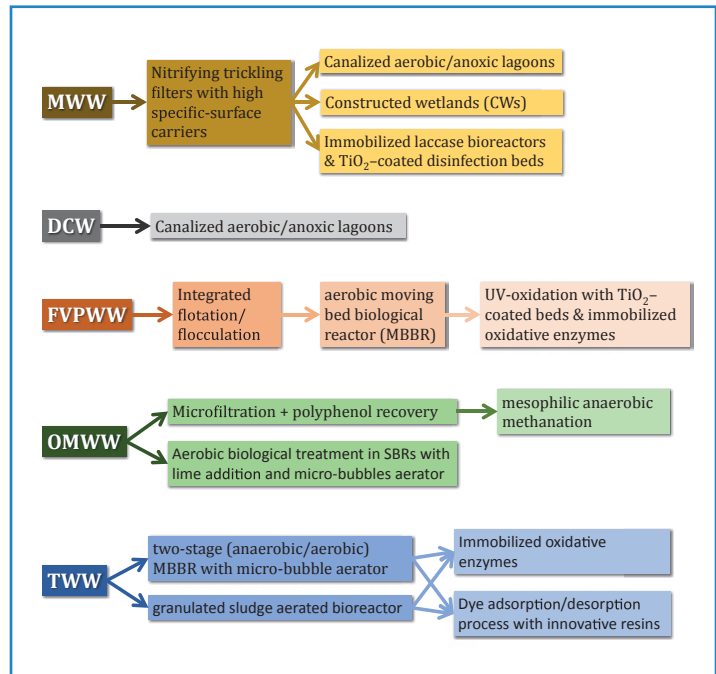 MWW
Nitrifying trickling
filters with high
specific-surface
carriers
Canalized aerobic/anoxic lagoons
Constructed wetlands (CWs)
Immobilized laccase bioreactors
& TiO₂–coated disinfection beds
DCW
Canalized aerobic/anoxic lagoons
FVPWW
Integrated
flotation/
flocculation
aerobic moving
bed biological
reactor (MBBR)
UV-oxidation with TiO₂–
coated beds & immobilized
oxidative enzymes
OMWW
Microfiltration + polyphenol recovery
mesophilic anaerobic
methanation
Aerobic biological treatment in SBRs with
lime addition and micro-bubbles aerator
TWW
two-stage (anaerobic/aerobic)
MBBR with micro-bubble aerator
granulated sludge aerated bioreactor
Immobilized oxidative
enzymes
Dye adsorption/desorption
process with innovative resins